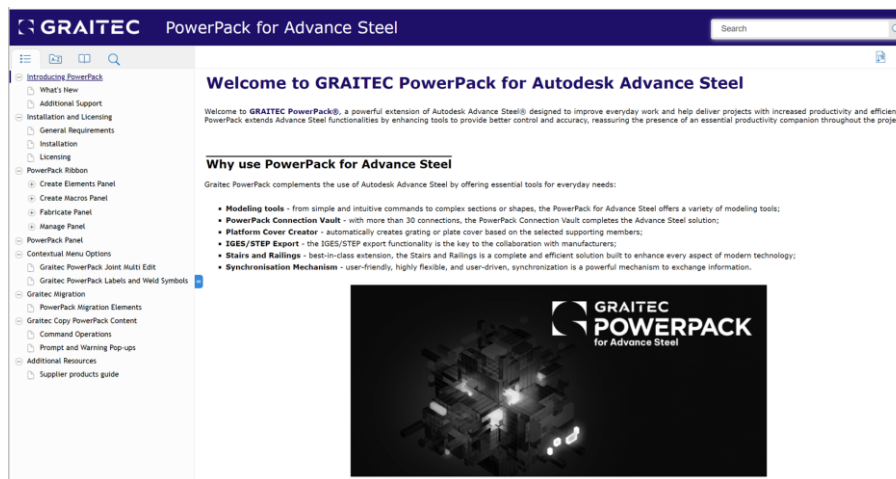 GRAITEC PowerPack for Advance Steel
Search
Introducing PowerPack
What's New
Additional Support
Installation and Licensing
General Requirements
Installation
Licensing
PowerPack Ribbon
Create Elements Panel
Create Macros Panel
Fabricate Panel
Manage Panel
PowerPack Panel
Contextual Menu Options
Graitec PowerPack Joint Multi Edit
Graitec PowerPack Labels and Weld Symbols
Graitec Migration
PowerPack Migration Elements
Graitec Copy PowerPack Content
Command Operations
Prompt and Warning Pop-ups
Additional Resources
Supplier products guide
Welcome to GRAITEC PowerPack for Autodesk Advance Steel
Welcome to GRAITEC PowerPack®, a powerful extension of Autodesk Advance Steel® designed to improve everyday work and help deliver projects with increased productivity and efficien
PowerPack extends Advance Steel functionalities by enhancing tools to provide better control and accuracy, reassuring the presence of an essential productivity companion throughout the proje
Why use PowerPack for Advance Steel
Graitec PowerPack complements the use of Autodesk Advance Steel by offering essential tools for everyday needs:
• Modeling tools - from simple and intuitive commands to complex sections or shapes, the PowerPack for Advance Steel offers a variety of modeling tools;
• PowerPack Connection Vault - with more than 30 connections, the PowerPack Connection Vault completes the Advance Steel solution;
• Platform Cover Creator - automatically creates grating or plate cover based on the selected supporting members;
• IGES/STEP Export - the IGES/STEP export functionality is the key to the collaboration with manufacturers;
• Stairs and Railings - best-in-class extension, the Stairs and Railings is a complete and efficient solution built to enhance every aspect of modern technology;
• Synchronisation Mechanism - user-friendly, highly flexible, and user-driven, synchronization is a powerful mechanism to exchange information.
GRAITEC
POWERPACK
for Advance Steel